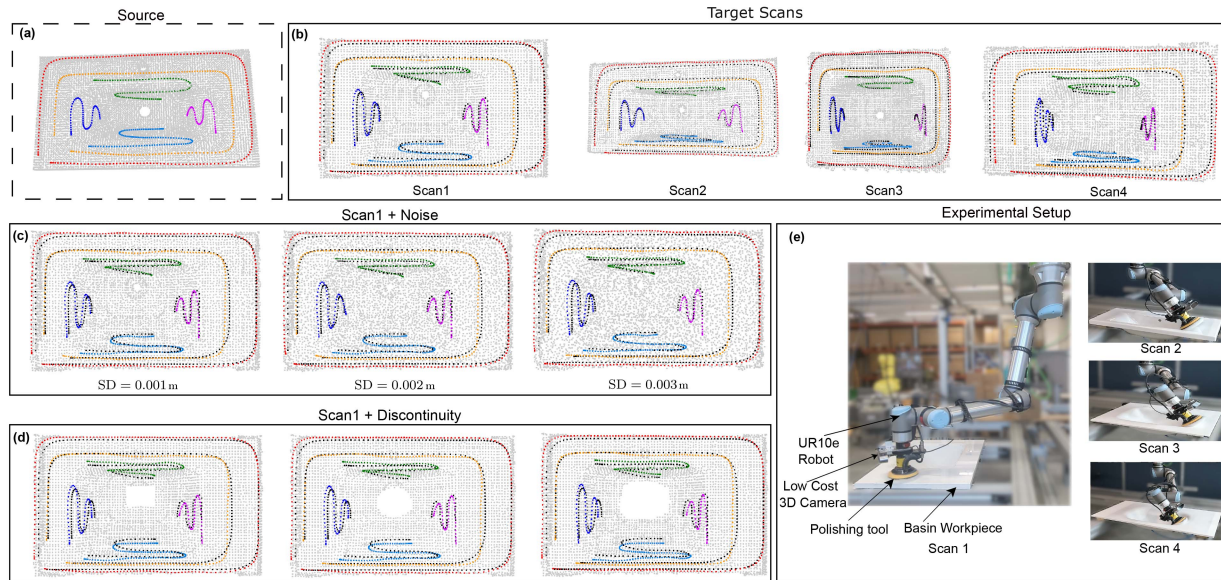 Source
Target Scans
(a)
(b)
Scan1
Scan2
Scan3
Scan4
Scan1 + Noise
Experimental Setup
(c)
(e)
SD = 0.001 m
SD = 0.002 m
SD = 0.003 m
Scan 2
Scan1 + Discontinuity
(d)
UR10e
Robot
Scan 3
Low Cost
3D Camera
Polishing tool
Basin Workpiece
Scan 1
Scan 4